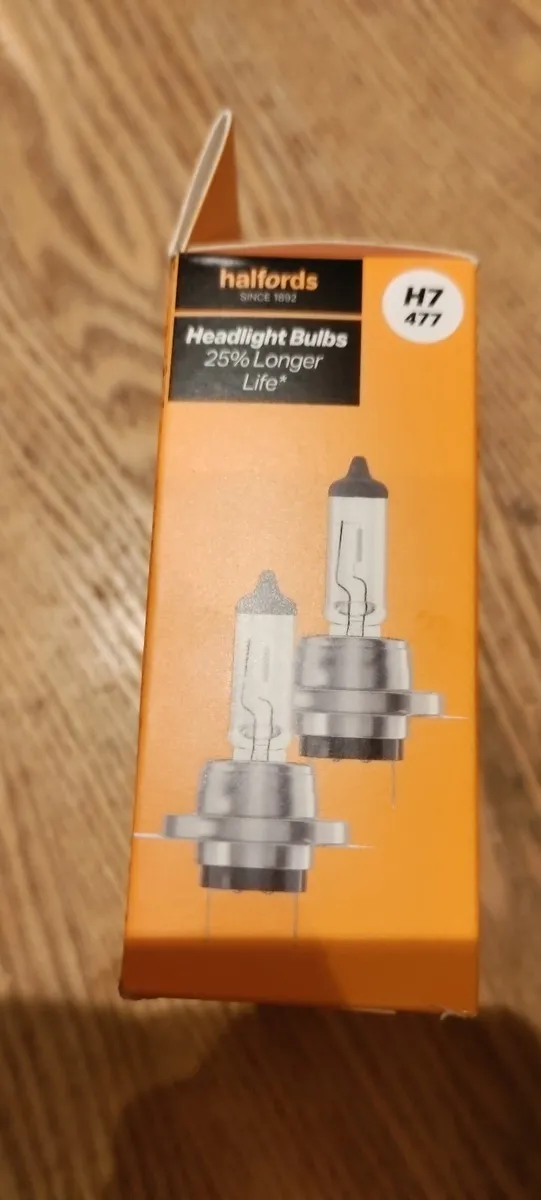 halfords
SINCE 1892
H7
477
Headlight Bulbs
25% Longer
Life*